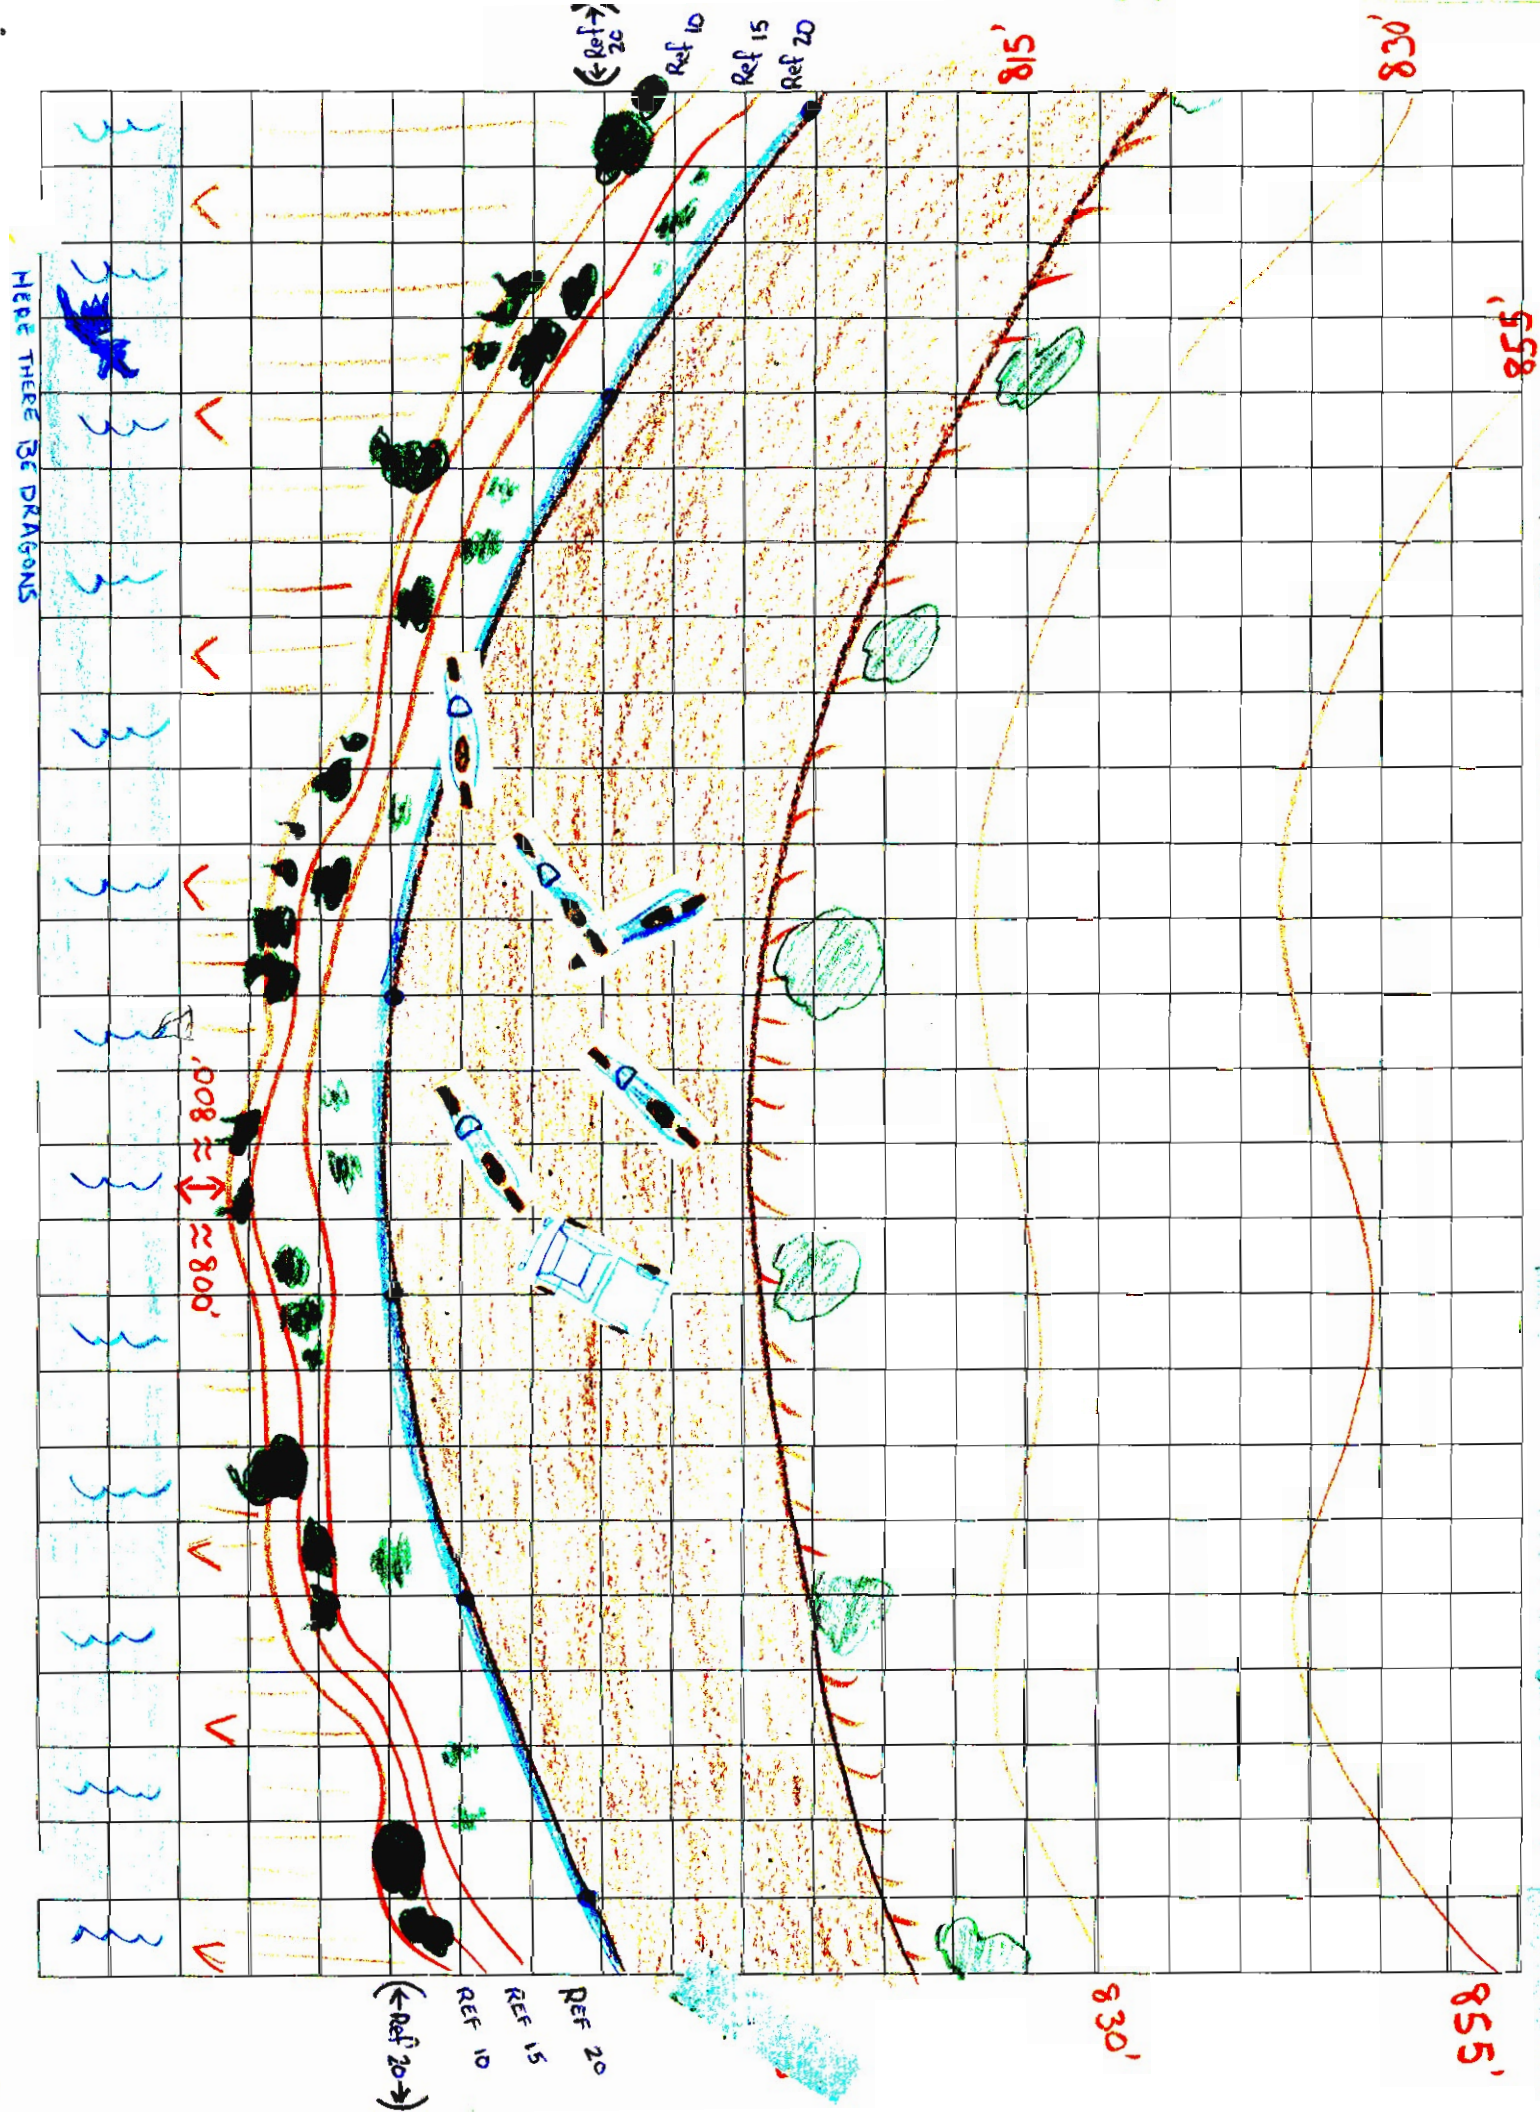 (←Ref→)
20
Ref 10
Ref 15
Ref 20
815'
830'
855'
HERE THERE BE DRAGONS
≈ 800'
≈ 800'
(←Ref 20→)
REF 10
REF 15
REF 20
830'
855'